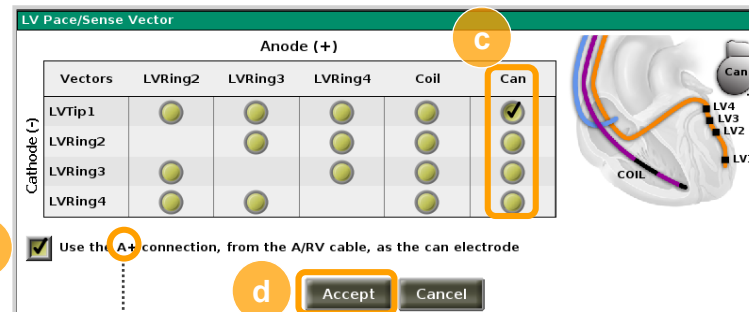 LV Pace/Sense Vector
c
Anode (+)
Vectors LVRing2 LVRing3 LVRing4 Coil Can
Cathode (-)
LVTip1
LVRing2
LVRing3
LVRing4
Can
LV4
LV3
LV2
COIL
Use the A+ connection, from the A/RV cable, as the can electrode
d
Accept Cancel